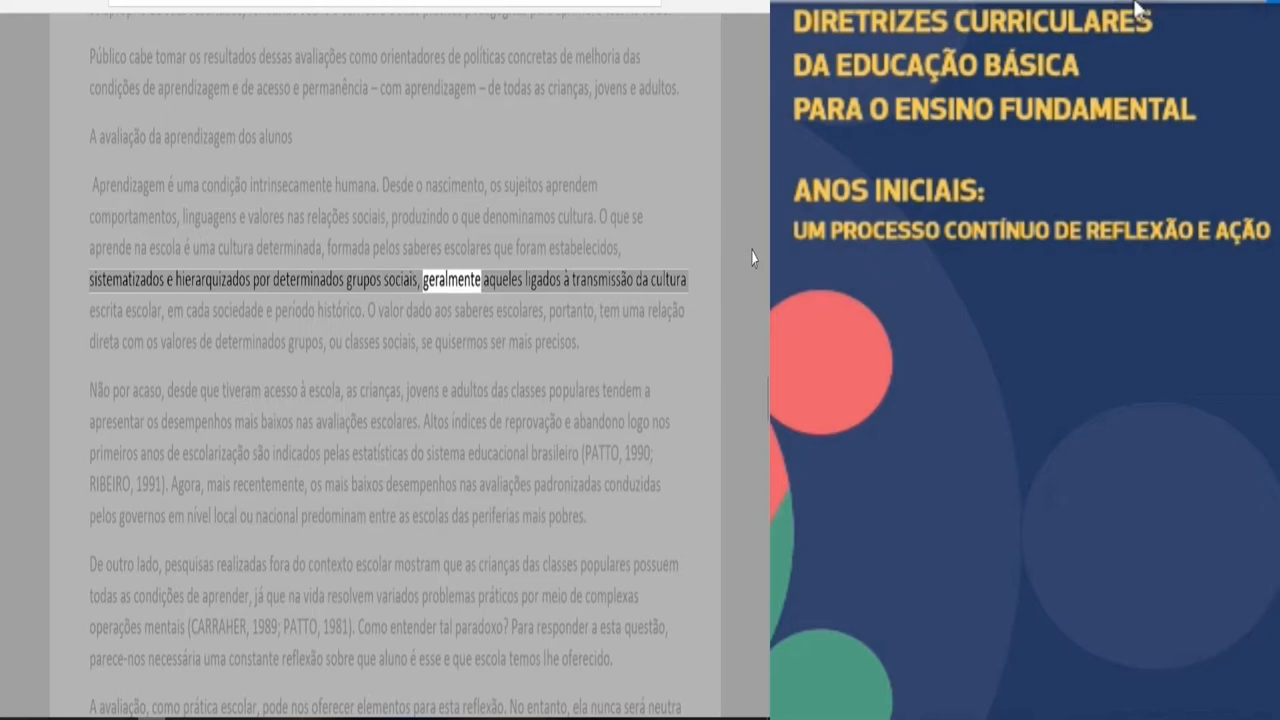 Público cabe tomar os resultados dessas avaliações como orientadores de políticas concretas de melhoria das
condições de aprendizagem e de acesso e permanência – com aprendizagem – de todas as crianças, jovens e adultos.
A avaliação da aprendizagem dos alunos
Aprendizagem é uma condição intrinsecamente humana. Desde o nascimento, os sujeitos aprendem
comportamentos, linguagens e valores nas relações sociais, produzindo o que denominamos cultura. O que se
aprende na escola é uma cultura determinada, formada pelos saberes escolares que foram estabelecidos,
sistematizados e hierarquizados por determinados grupos sociais, geralmente aqueles ligados à transmissão da cultura
escrita escolar, em cada sociedade e período histórico. O valor dado aos saberes escolares, portanto, tem uma relação
direta com os valores de determinados grupos, ou classes sociais, se quisermos ser mais precisos.
Não por acaso, desde que tiveram acesso à escola, as crianças, jovens e adultos das classes populares tendem a
apresentar os desempenhos mais baixos nas avaliações escolares. Altos índices de reprovação e abandono logo nos
primeiros anos de escolarização são indicados pelas estatísticas do sistema educacional brasileiro (PATTO, 1990;
RIBEIRO, 1991). Agora, mais recentemente, os mais baixos desempenhos nas avaliações padronizadas conduzidas
pelos governos em nível local ou nacional predominam entre as escolas das periferias mais pobres.
De outro lado, pesquisas realizadas fora do contexto escolar mostram que as crianças das classes populares possuem
todas as condições de aprender, já que na vida resolvem variados problemas práticos por meio de complexas
operações mentais (CARRAHER, 1989; PATTO, 1981). Como entender tal paradoxo? Para responder a esta questão,
parece-nos necessária uma constante reflexão sobre que aluno é esse e que escola temos lhe oferecido.
A avaliação, como prática escolar, pode nos oferecer elementos para esta reflexão. No entanto, ela nunca será neutra
DIRETRIZES CURRICULARES
DA EDUCAÇÃO BÁSICA
PARA O ENSINO FUNDAMENTAL
ANOS INICIAIS:
UM PROCESSO CONTÍNUO DE REFLEXÃO E AÇÃO